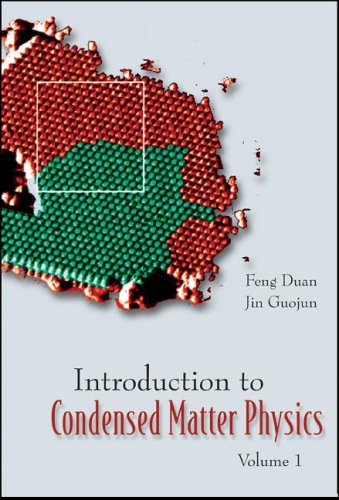 Feng Duan
Jin Guojun
Introduction to
Condensed Matter Physics
Volume 1